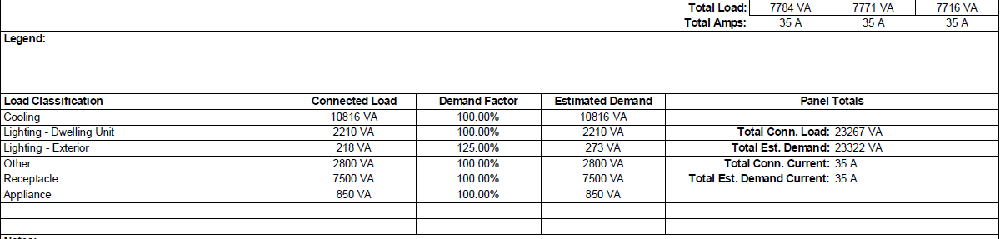 Total Load: 7784 VA 7771 VA 7716 VA
Total Amps: 35 A 35 A 35 A
Legend:
Load Classification Connected Load Demand Factor Estimated Demand Panel Totals
Cooling 10816 VA 100.00% 10816 VA
Lighting - Dwelling Unit 2210 VA 100.00% 2210 VA Total Conn. Load: 23267 VA
Lighting - Exterior 218 VA 125.00% 273 VA Total Est. Demand: 23322 VA
Other 2800 VA 100.00% 2800 VA Total Conn. Current: 35 A
Receptacle 7500 VA 100.00% 7500 VA Total Est. Demand Current: 35 A
Appliance 850 VA 100.00% 850 VA
Notes: